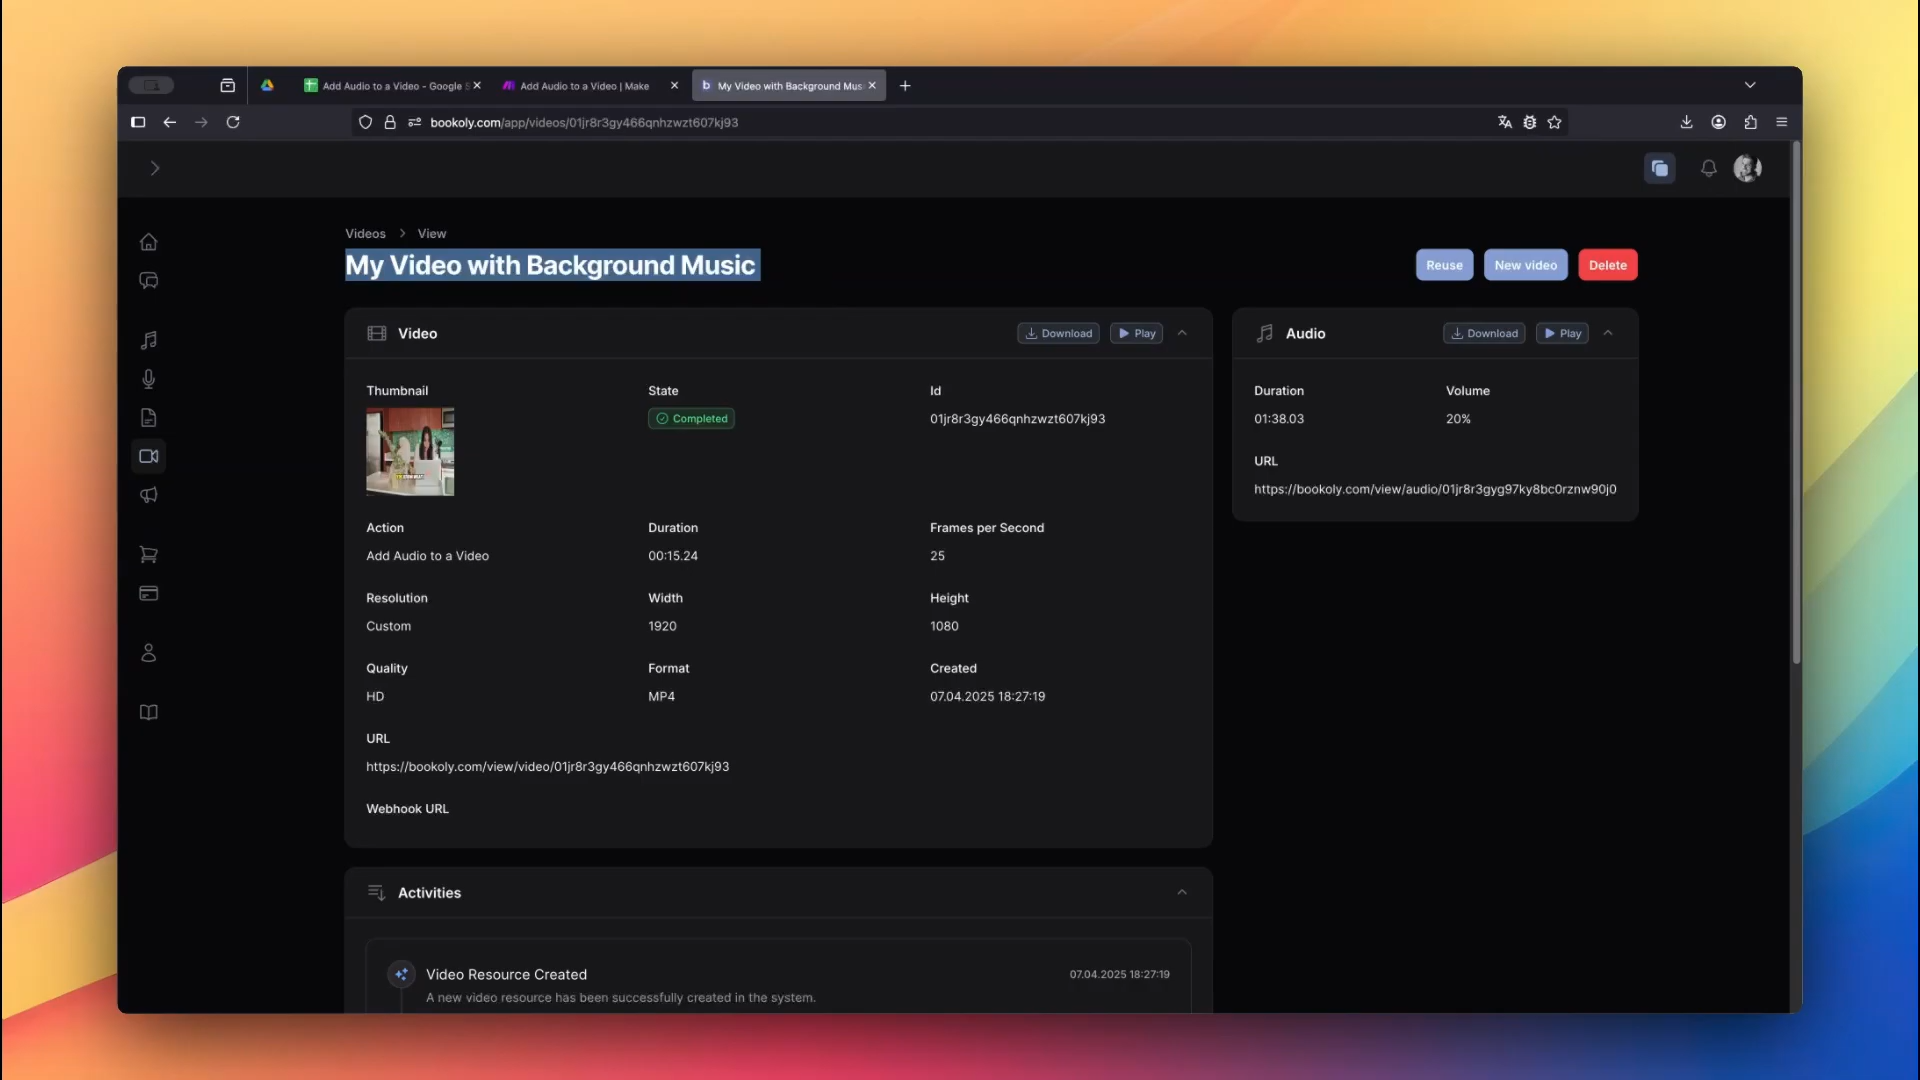 Add Audio to a Video - Google S
Add Audio to a Video | Make
My Video with Background Mus
bookoly.com/app/videos/01jr8r3gy466qnhzwzt607kj93
Videos > View
My Video with Background Music
Reuse
New video
Delete
Video
Download
Play
Audio
Download
Play
Thumbnail
State
Id
Completed
01jr8r3gy466qnhzwzt607kj93
Duration
Volume
01:38.03
20%
URL
https://bookoly.com/view/audio/01jr8r3gyg97ky8bc0rznw90j0
Action
Duration
Frames per Second
Add Audio to a Video
00:15.24
25
Resolution
Width
Height
Custom
1920
1080
Quality
Format
Created
HD
MP4
07.04.2025 18:27:19
URL
https://bookoly.com/view/video/01jr8r3gy466qnhzwzt607kj93
Webhook URL
Activities
Video Resource Created
07.04.2025 18:27:19
A new video resource has been successfully created in the system.